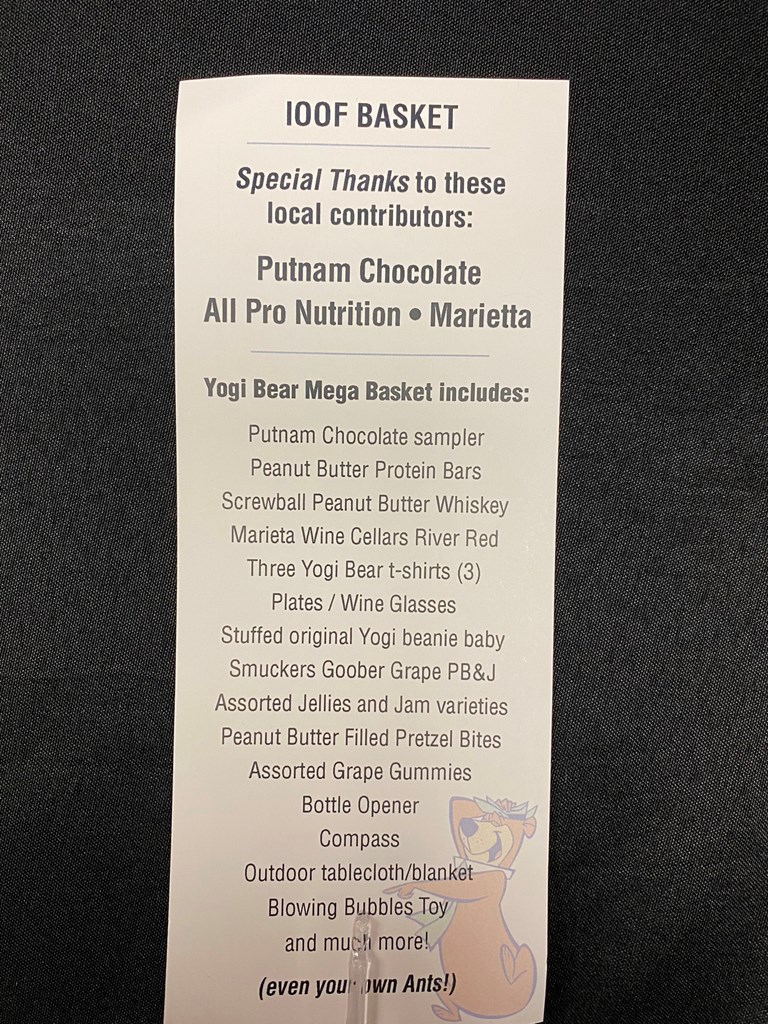 IOOF BASKET
Special Thanks to these
local contributors:
Putnam Chocolate
All Pro Nutrition • Marietta
Yogi Bear Mega Basket includes:
Putnam Chocolate sampler
Peanut Butter Protein Bars
Screwball Peanut Butter Whiskey
Marieta Wine Cellars River Red
Three Yogi Bear t-shirts (3)
Plates / Wine Glasses
Stuffed original Yogi beanie baby
Smuckers Goober Grape PB&J
Assorted Jellies and Jam varieties
Peanut Butter Filled Pretzel Bites
Assorted Grape Gummies
Bottle Opener
Compass
Outdoor tablecloth/blanket
Blowing Bubbles Toy
and much more!
(even your own Ants!)